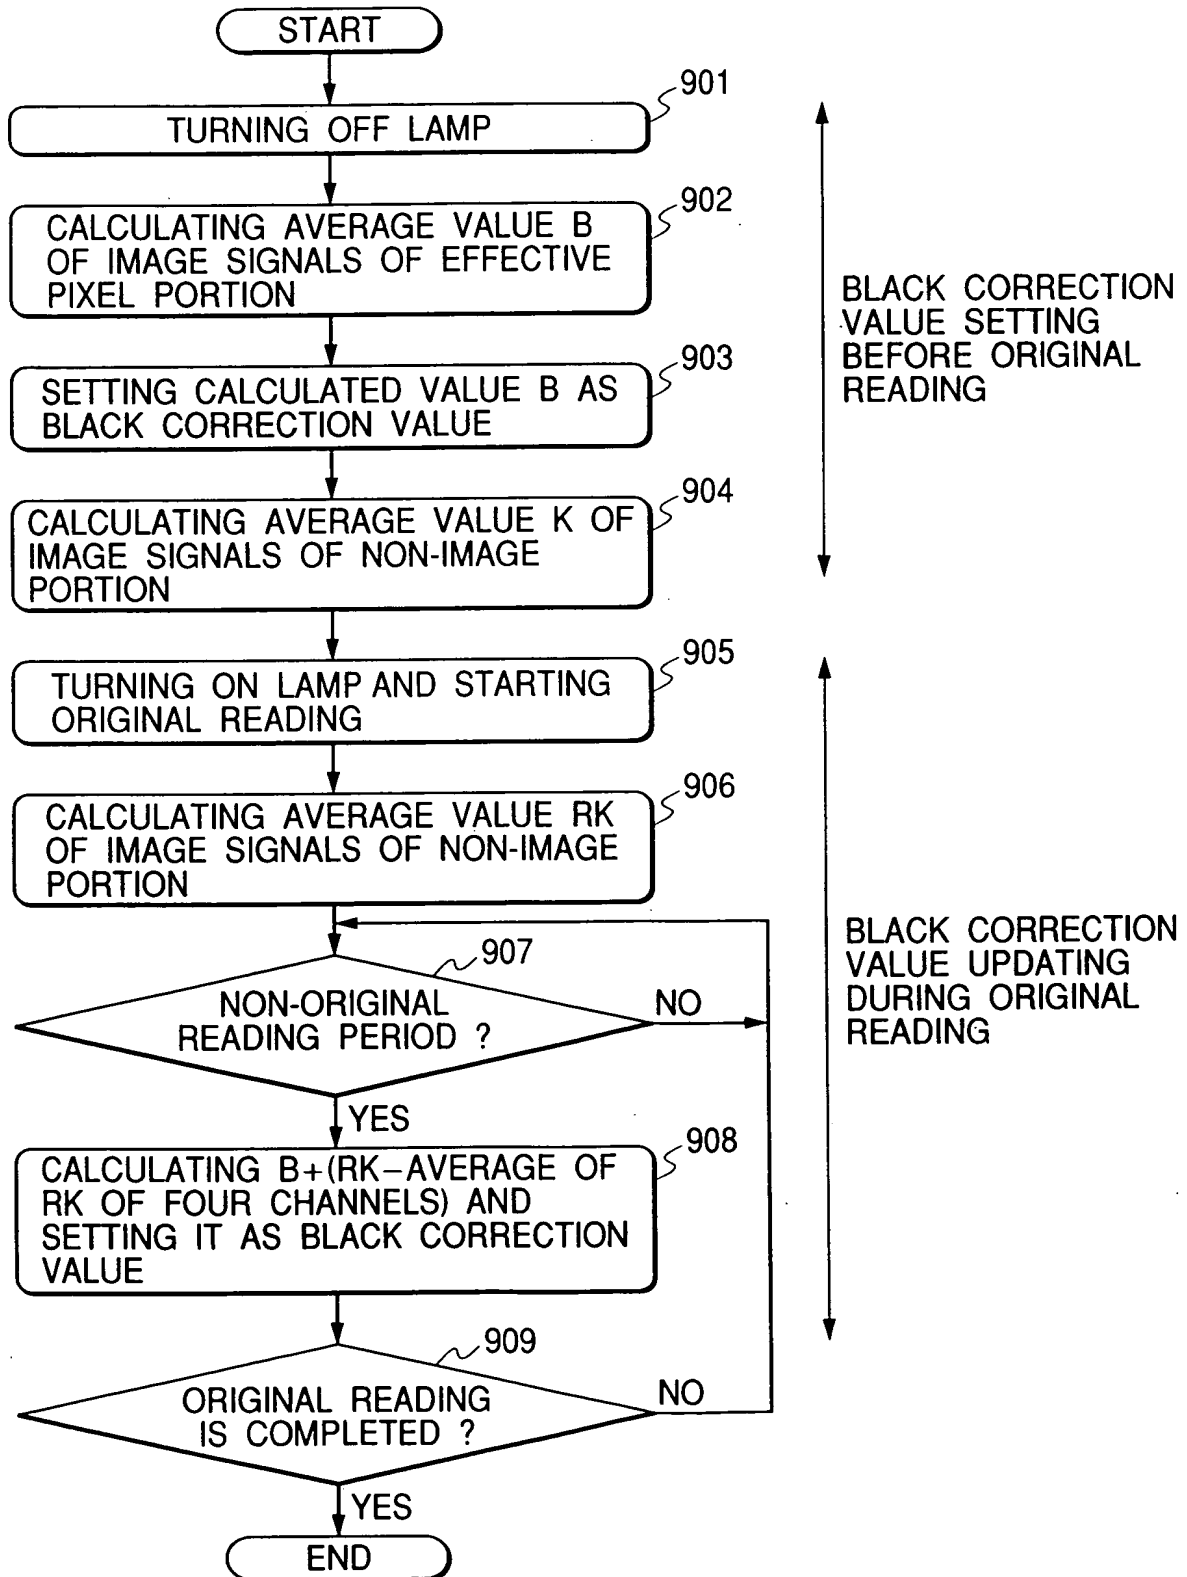 START
901
TURNING OFF LAMP
902
CALCULATING AVERAGE VALUE B
OF IMAGE SIGNALS OF EFFECTIVE
PIXEL PORTION
903
SETTING CALCULATED VALUE B AS
BLACK CORRECTION VALUE
904
CALCULATING AVERAGE VALUE K OF
IMAGE SIGNALS OF NON-IMAGE
PORTION
BLACK CORRECTION
VALUE SETTING
BEFORE ORIGINAL
READING
905
TURNING ON LAMP AND STARTING
ORIGINAL READING
906
CALCULATING AVERAGE VALUE RK
OF IMAGE SIGNALS OF NON-IMAGE
PORTION
907
NON-ORIGINAL
READING PERIOD ?
NO
YES
908
CALCULATING B+(RK–AVERAGE OF
RK OF FOUR CHANNELS) AND
SETTING IT AS BLACK CORRECTION
VALUE
909
ORIGINAL READING
IS COMPLETED ?
NO
YES
BLACK CORRECTION
VALUE UPDATING
DURING ORIGINAL
READING
END